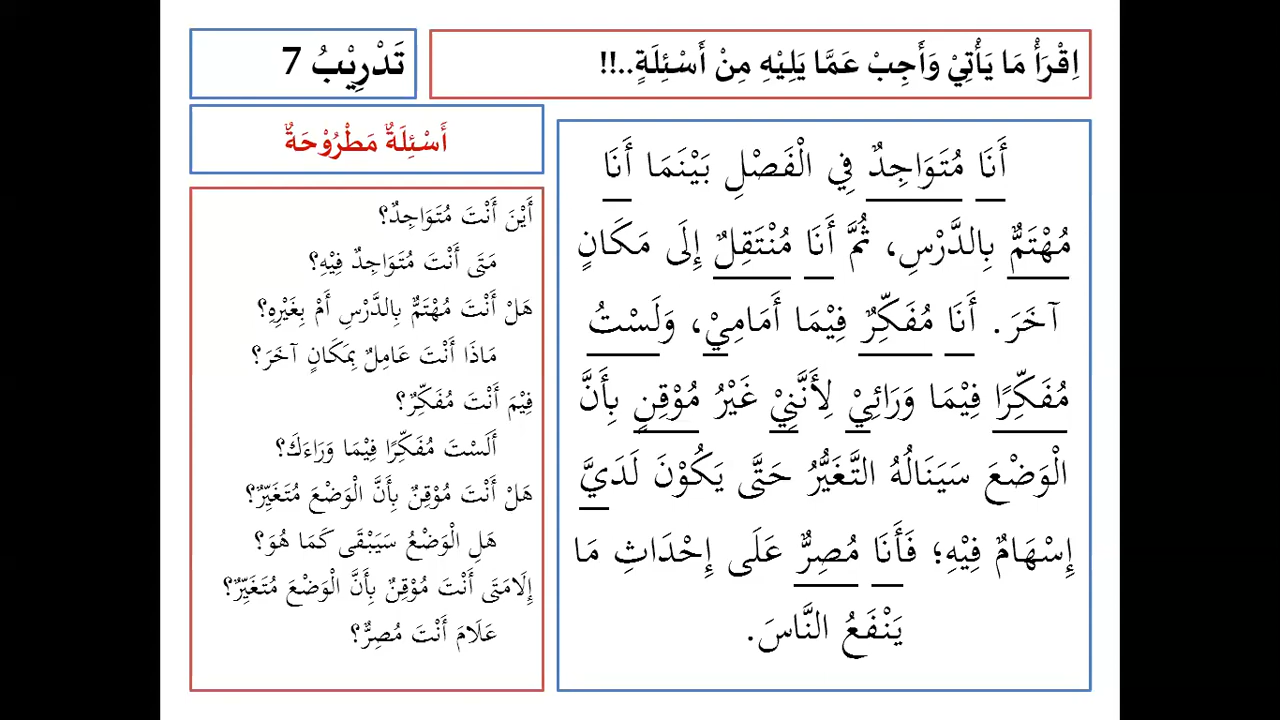 اِقْرَأْ مَا يَأْتِيْ وَأَجِبْ عَمَّا يَلِيْهِ مِنْ أَسْئِلَةٍ..!!
تَدْرِيْبُ 7
أَنَا مُتَوَاجِدٌ فِي الْفَصْلِ بَيْنَمَا أَنَا
مُهْتَمٌّ بِالدَّرْسِ، ثُمَّ أَنَا مُنْتَقِلٌ إِلَى مَكَانٍ
آخَرَ. أَنَا مُفَكِّرٌ فِيْمَا أَمَامِيْ، وَلَسْتُ
مُفَكِّرًا فِيْمَا وَرَائِيْ لِأَنَّنِيْ غَيْرُ مُوْقِنٍ بِأَنَّ
الْوَضْعَ سَيَنَالُهُ التَّغَيُّرُ حَتَّى يَكُوْنَ لَدَيَّ
إِسْهَامٌ فِيْهِ؛ فَأَنَا مُصِرٌّ عَلَى إِحْدَاثِ مَا
يَنْفَعُ النَّاسَ.
أَسْئِلَةٌ مَطْرُوْحَةٌ
أَيْنَ أَنْتَ مُتَوَاجِدٌ؟
مَتَى أَنْتَ مُتَوَاجِدٌ فِيْهِ؟
هَلْ أَنْتَ مُهْتَمٌّ بِالدَّرْسِ أَمْ بِغَيْرِهِ؟
مَاذَا أَنْتَ عَامِلٌ بِمَكَانٍ آخَرَ؟
فِيْمَ أَنْتَ مُفَكِّرٌ؟
أَلَسْتَ مُفَكِّرًا فِيْمَا وَرَاءَكَ؟
هَلْ أَنْتَ مُوْقِنٌ بِأَنَّ الْوَضْعَ مُتَغَيِّرٌ؟
هَلِ الْوَضْعُ سَيَبْقَى كَمَا هُوَ؟
إِلَامَتَى أَنْتَ مُوْقِنٌ بِأَنَّ الْوَضْعَ مُتَغَيِّرٌ؟
عَلَامَ أَنْتَ مُصِرٌّ؟